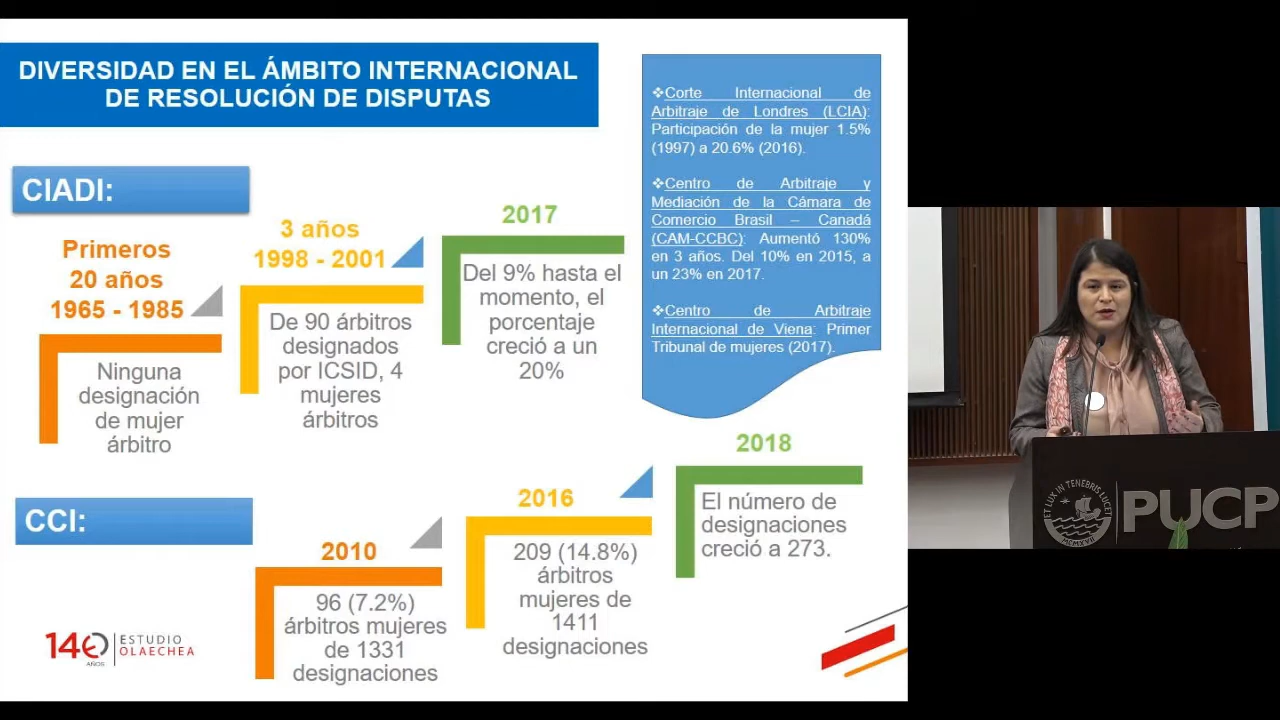 DIVERSIDAD EN EL ÁMBITO INTERNACIONAL
DE RESOLUCIÓN DE DISPUTAS
CIADI:
Primeros
20 años
1965 - 1985
Ninguna
designación
de mujer
árbitro
3 años
1998 - 2001
De 90 árbitros
designados
por ICSID, 4
mujeres
árbitros
2017
Del 9% hasta el
momento, el
porcentaje
creció a un
20%
❖Corte Internacional de
Arbitraje de Londres (LCIA):
Participación de la mujer 1.5%
(1997) a 20.6% (2016).
❖Centro de Arbitraje y
Mediación de la Cámara de
Comercio Brasil – Canadá
(CAM-CCBC): Aumentó 130%
en 3 años. Del 10% en 2015, a
un 23% en 2017.
❖Centro de Arbitraje
Internacional de Viena: Primer
Tribunal de mujeres (2017).
CCI:
2010
96 (7.2%)
árbitros mujeres
de 1331
designaciones
2016
209 (14.8%)
árbitros
mujeres de
1411
designaciones
2018
El número de
designaciones
creció a 273.
140
AÑOS
ESTUDIO
OLAECHEA
ET LUX IN TENEBRIS LUCET
MCMXVII
PUCP